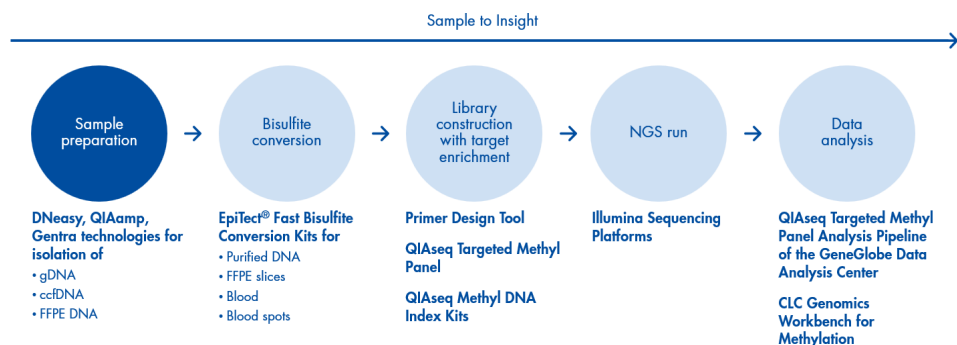 Sample to Insight
Sample
preparation
Bisulfite
conversion
Library
construction
with target
enrichment
NGS run
Data
analysis
DNeasy, QIAamp,
Gentra technologies for
isolation of
• gDNA
• ccfDNA
• FFPE DNA
EpiTect® Fast Bisulfite
Conversion Kits for
• Purified DNA
• FFPE slices
• Blood
• Blood spots
Primer Design Tool
QIAseq Targeted Methyl
Panel
QIAseq Methyl DNA
Index Kits
Illumina Sequencing
Platforms
QIAseq Targeted Methyl
Panel Analysis Pipeline
of the GeneGlobe Data
Analysis Center
CLC Genomics
Workbench for
Methylation